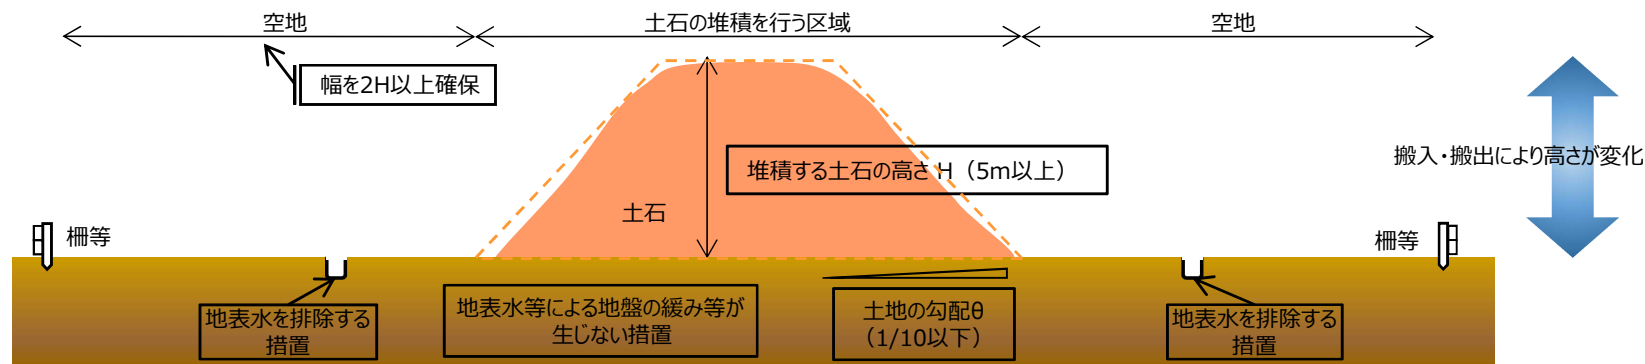 空地
土石の堆積を行う区域
空地
幅を2H以上確保
堆積する土石の高さ H（5m以上）
搬入・搬出により高さが変化
土石
柵等
柵等
地表水を排除する
措置
地表水等による地盤の緩み等が
生じない措置
土地の勾配θ
（1/10以下）
地表水を排除する
措置